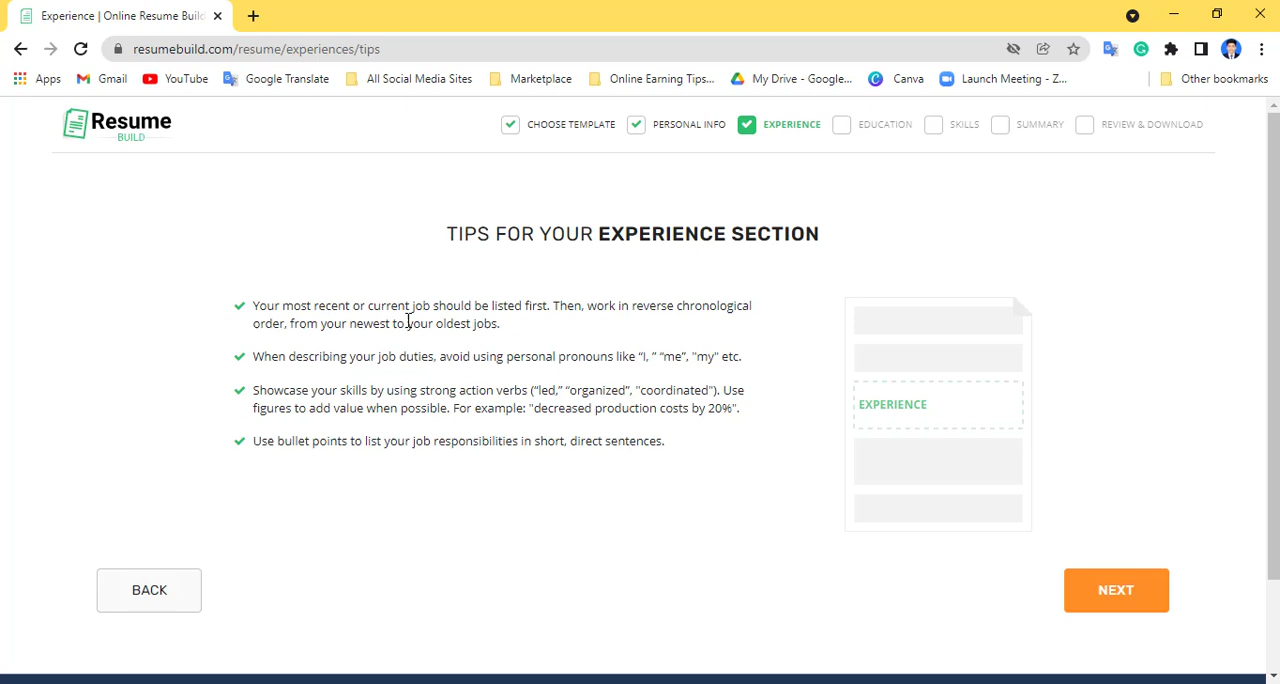 Experience | Online Resume Build
resumebuild.com/resume/experiences/tips
Apps
Gmail
YouTube
Google Translate
All Social Media Sites
Marketplace
Online Earning Tips...
My Drive - Google...
Canva
Launch Meeting - Z...
Other bookmarks
Resume
BUILD
CHOOSE TEMPLATE
PERSONAL INFO
EXPERIENCE
EDUCATION
SKILLS
SUMMARY
REVIEW & DOWNLOAD
TIPS FOR YOUR EXPERIENCE SECTION
Your most recent or current job should be listed first. Then, work in reverse chronological
order, from your newest to your oldest jobs.
When describing your job duties, avoid using personal pronouns like “I, ” “me”, "my” etc.
Showcase your skills by using strong action verbs (“led,” “organized”, "coordinated"). Use
figures to add value when possible. For example: "decreased production costs by 20%”.
Use bullet points to list your job responsibilities in short, direct sentences.
EXPERIENCE
BACK
NEXT